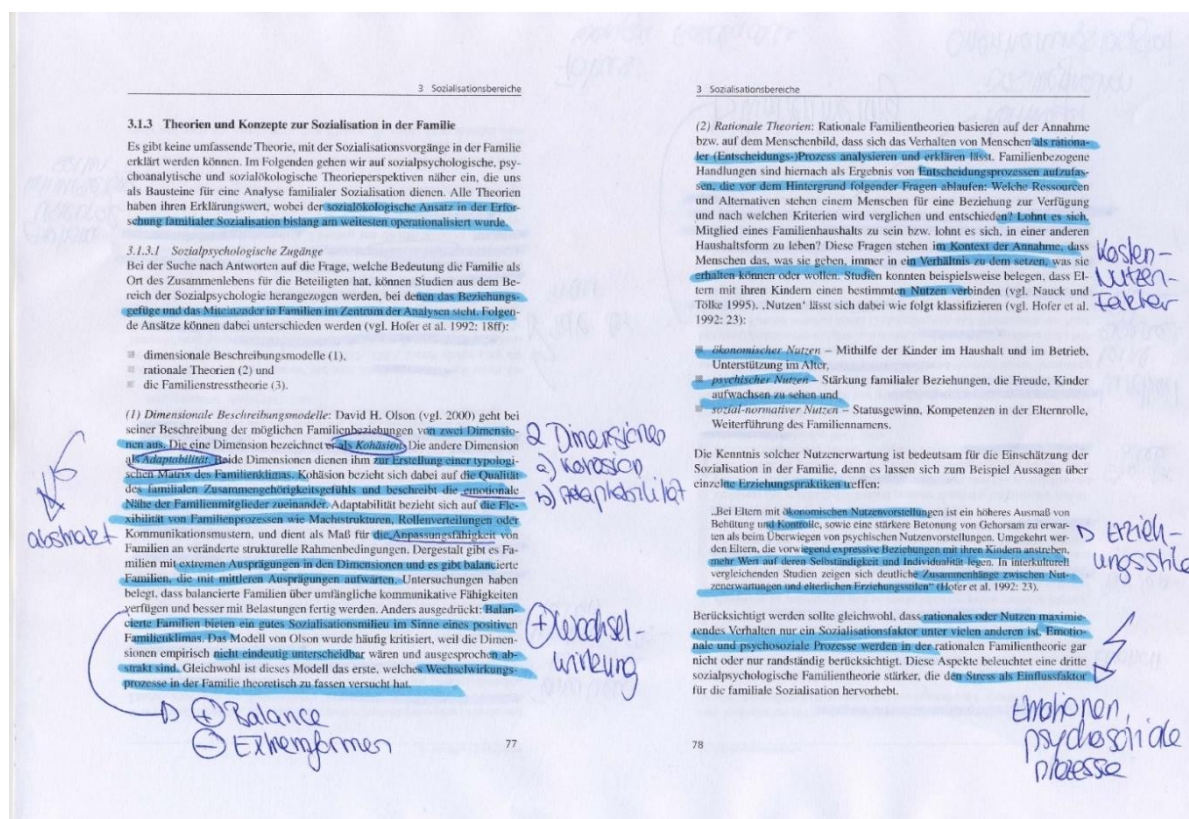 3 Sozialisationsbereiche
3.1.3 Theorien und Konzepte zur Sozialisation in der Familie
Es gibt keine umfassende Theorie, mit der Sozialisationsvorgänge in der Familie
erklärt werden können. Im Folgenden gehen wir auf sozialpsychologische, psy-
choanalytische und sozialökologische Theorieperspektiven näher ein, die uns
als Bausteine für eine Analyse familialer Sozialisation dienen. Alle Theorien
haben ihren Erklärungswert, wobei der sozialökologische Ansatz in der Erfor-
schung familialer Sozialisation bislang am weitesten operationalisiert wurde.
3.1.3.1 Sozialpsychologische Zugänge
Bei der Suche nach Antworten auf die Frage, welche Bedeutung die Familie als
Ort des Zusammenlebens für die Beteiligten hat, können Studien aus dem Be-
reich der Sozialpsychologie herangezogen werden, bei denen das Beziehungs-
gefüge und das Miteinander in Familien im Zentrum der Analysen steht. Folgen-
de Ansätze können dabei unterschieden werden (vgl. Hofer et al. 1992: 18ff):
dimensionale Beschreibungsmodelle (1),
rationale Theorien (2) und
die Familienstresstheorie (3).
(1) Dimensionale Beschreibungsmodelle: David H. Olson (vgl. 2000) geht bei
seiner Beschreibung der möglichen Familienbeziehungen von zwei Dimensio-
nen aus. Die eine Dimension bezeichnet er als Kohäsion. Die andere Dimension
als Adaptabilität. Beide Dimensionen dienen ihm zur Erstellung einer typologi-
schen Matrix des Familienklimas. Kohäsion bezieht sich dabei auf die Qualität
des familialen Zusammengehörigkeitsgefühls und beschreibt die emotionale
Nähe der Familienmitglieder zueinander. Adaptabilität bezieht sich auf die Fle-
xibilität von Familienprozessen wie Machtstrukturen, Rollenverteilungen oder
Kommunikationsmustern, und dient als Maß für die Anpassungsfähigkeit von
Familien an veränderte strukturelle Rahmenbedingungen. Dergestalt gibt es Fa-
milien mit extremen Ausprägungen in den Dimensionen und es gibt balancierte
Familien, die mit mittleren Ausprägungen aufwarten. Untersuchungen haben
belegt, dass balancierte Familien über umfängliche kommunikative Fähigkeiten
verfügen und besser mit Belastungen fertig werden. Anders ausgedrückt: Balan-
cierte Familien bieten ein gutes Sozialisationsmilieu im Sinne eines positiven
Familienklimas. Das Modell von Olson wurde häufig kritisiert, weil die Dimen-
sionen empirisch nicht eindeutig unterscheidbar wären und ausgesprochen ab-
strakt sind. Gleichwohl ist dieses Modell das erste, welches Wechselwirkungs-
prozesse in der Familie theoretisch zu fassen versucht hat.
abstrakt
2 Dimensionen
a) Kohäsion
b) Adaptabilität
(+) Wechsel-
wirkung
(+) Balance
(-) Extremformen
77
3 Sozialisationsbereiche
(2) Rationale Theorien: Rationale Familientheorien basieren auf der Annahme
bzw. auf dem Menschenbild, dass sich das Verhalten von Menschen als rationa-
ler (Entscheidungs-)Prozess analysieren und erklären lässt. Familienbezogene
Handlungen sind hiernach als Ergebnis von Entscheidungsprozessen aufzufas-
sen, die vor dem Hintergrund folgender Fragen ablaufen: Welche Ressourcen
und Alternativen stehen einem Menschen für eine Beziehung zur Verfügung
und nach welchen Kriterien wird verglichen und entschieden? Lohnt es sich,
Mitglied eines Familienhaushalts zu sein bzw. lohnt es sich, in einer anderen
Haushaltsform zu leben? Diese Fragen stehen im Kontext der Annahme, dass
Menschen das, was sie geben, immer in ein Verhältnis zu dem setzen, was sie
erhalten können oder wollen. Studien konnten beispielsweise belegen, dass El-
tern mit ihren Kindern einen bestimmten Nutzen verbinden (vgl. Nauck und
Tölke 1995). ‚Nutzen' lässt sich dabei wie folgt klassifizieren (vgl. Hofer et al.
1992: 23):
ökonomischer Nutzen – Mithilfe der Kinder im Haushalt und im Betrieb,
Unterstützung im Alter,
psychischer Nutzen – Stärkung familialer Beziehungen, die Freude, Kinder
aufwachsen zu sehen und
sozial-normativer Nutzen – Statusgewinn, Kompetenzen in der Elternrolle,
Weiterführung des Familiennamens.
Die Kenntnis solcher Nutzenerwartung ist bedeutsam für die Einschätzung der
Sozialisation in der Familie, denn es lassen sich zum Beispiel Aussagen über
einzelne Erziehungspraktiken treffen:
„Bei Eltern mit ökonomischen Nutzenvorstellungen ist ein höheres Ausmaß von
Behütung und Kontrolle, sowie eine stärkere Betonung von Gehorsam zu erwar-
ten als beim Überwiegen von psychischen Nutzenvorstellungen. Umgekehrt wer-
den Eltern, die vorwiegend expressive Beziehungen mit ihren Kindern anstreben,
mehr Wert auf deren Selbständigkeit und Individualität legen. In interkulturell
vergleichenden Studien zeigen sich deutliche Zusammenhänge zwischen Nut-
zenerwartungen und elterlichen Erziehungsstilen" (Hofer et al. 1992: 23).
Berücksichtigt werden sollte gleichwohl, dass rationales oder Nutzen maximie-
rendes Verhalten nur ein Sozialisationsfaktor unter vielen anderen ist. Emotio-
nale und psychosoziale Prozesse werden in der rationalen Familientheorie gar
nicht oder nur randständig berücksichtigt. Diese Aspekte beleuchtet eine dritte
sozialpsychologische Familientheorie stärker, die den Stress als Einflussfaktor
für die familiale Sozialisation hervorhebt.
Kosten-
Nutzen-
Faktor
Erzieh-
ungsstile
Emotionen,
psychosoziale
prozesse
78